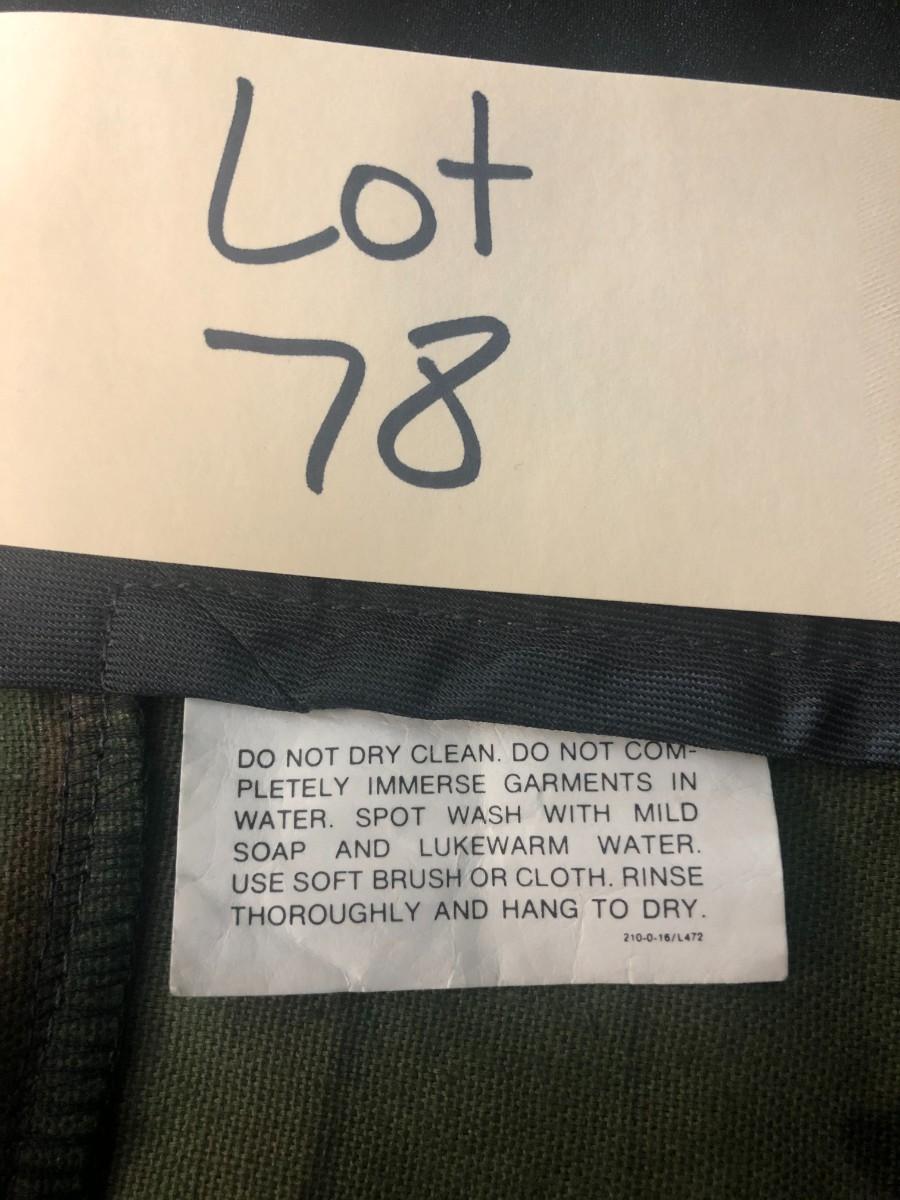 Lot
78
DO NOT DRY CLEAN. DO NOT COM-
PLETELY IMMERSE GARMENTS IN
WATER. SPOT WASH WITH MILD
SOAP AND LUKEWARM WATER.
USE SOFT BRUSH OR CLOTH. RINSE
THOROUGHLY AND HANG TO DRY.
210-0-16/L472